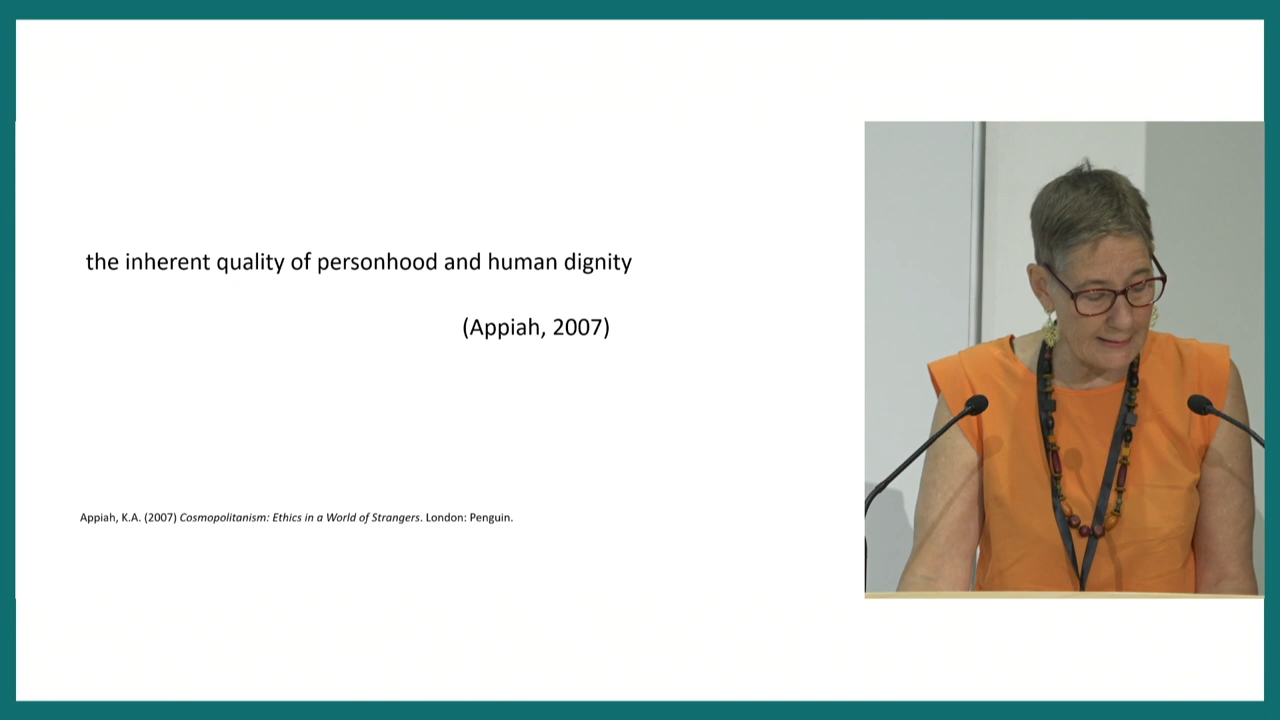 the inherent quality of personhood and human dignity
(Appiah, 2007)
Appiah, K.A. (2007) Cosmopolitanism: Ethics in a World of Strangers. London: Penguin.